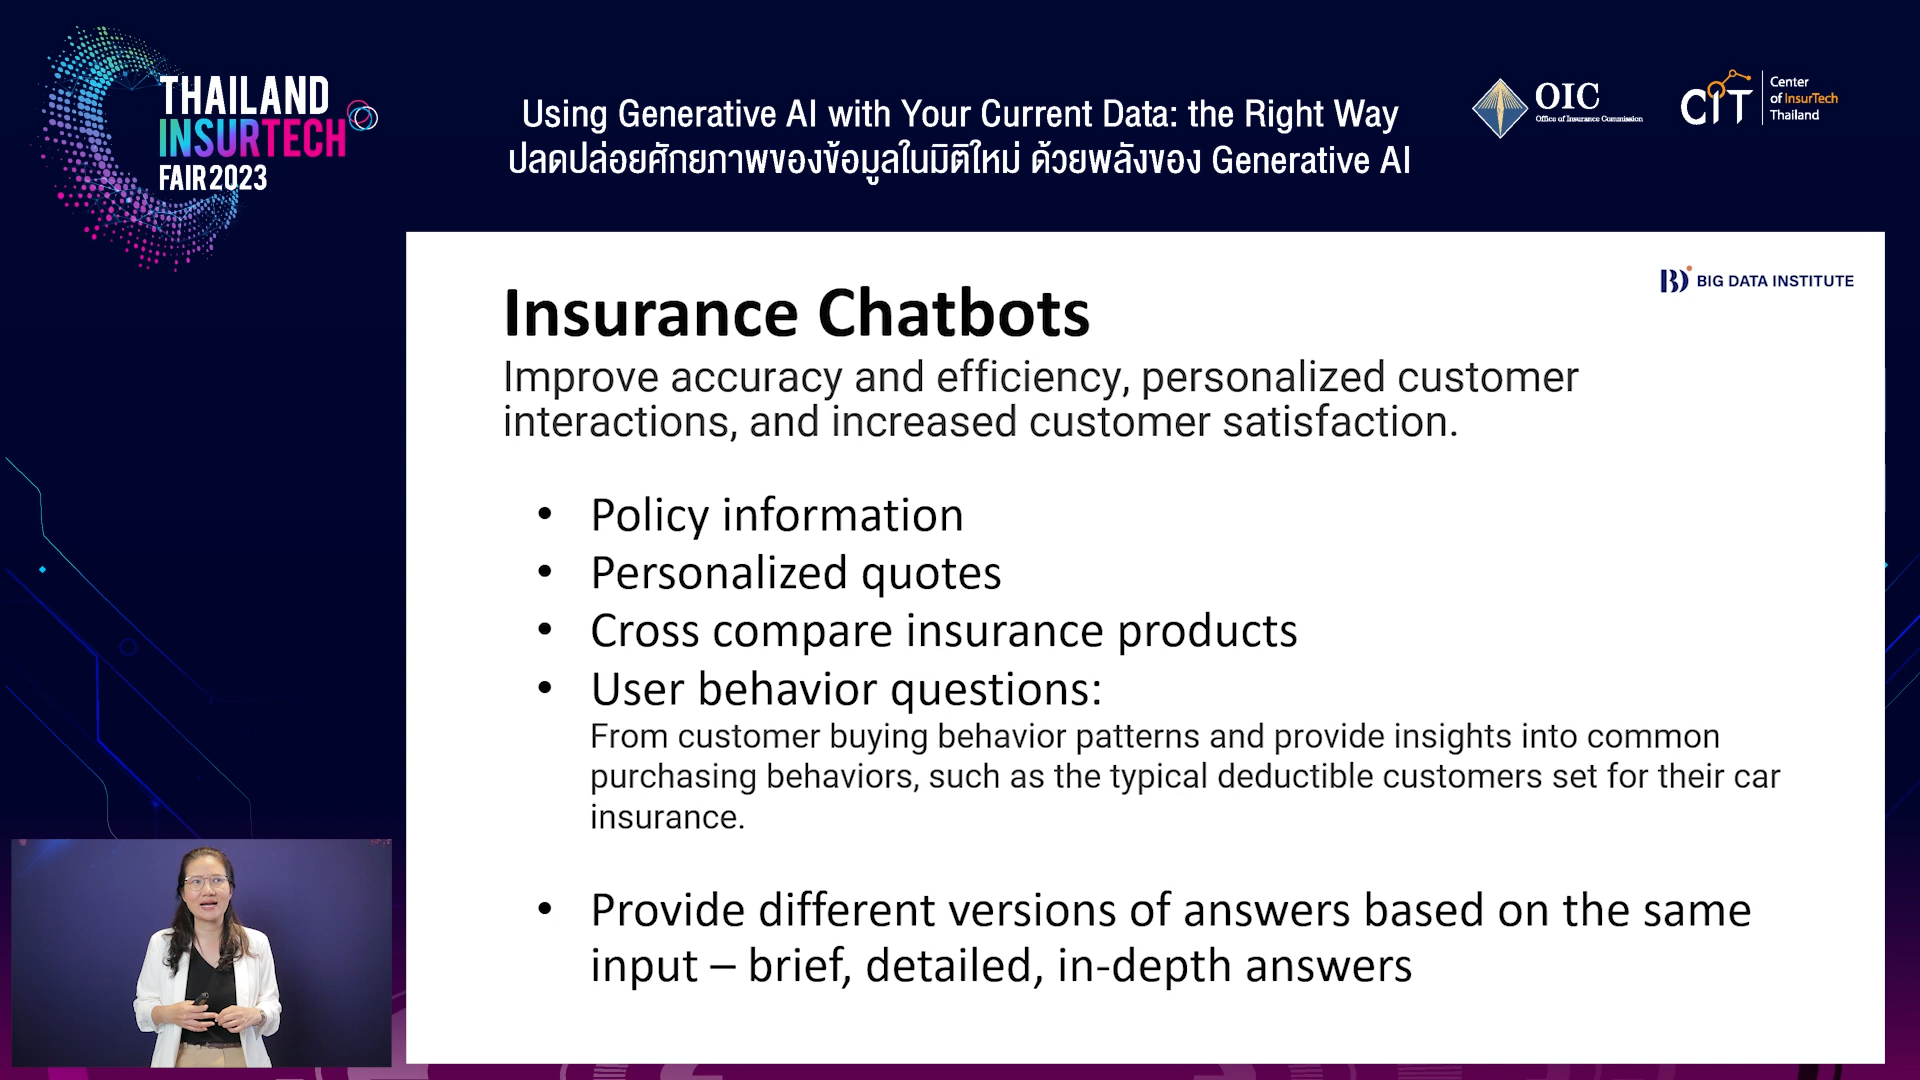 THAILAND
INSURTECH
FAIR 2023
Using Generative AI with Your Current Data: the Right Way
ปลดปล่อยศักยภาพของข้อมูลในมิติใหม่ ด้วยพลังของ Generative AI
OIC
Office of Insurance Commission
CIT
Center
of InsurTech
Thailand
BIG DATA INSTITUTE
Insurance Chatbots
Improve accuracy and efficiency, personalized customer
interactions, and increased customer satisfaction.
• Policy information
• Personalized quotes
• Cross compare insurance products
• User behavior questions:
From customer buying behavior patterns and provide insights into common
purchasing behaviors, such as the typical deductible customers set for their car
insurance.
• Provide different versions of answers based on the same
input – brief, detailed, in-depth answers